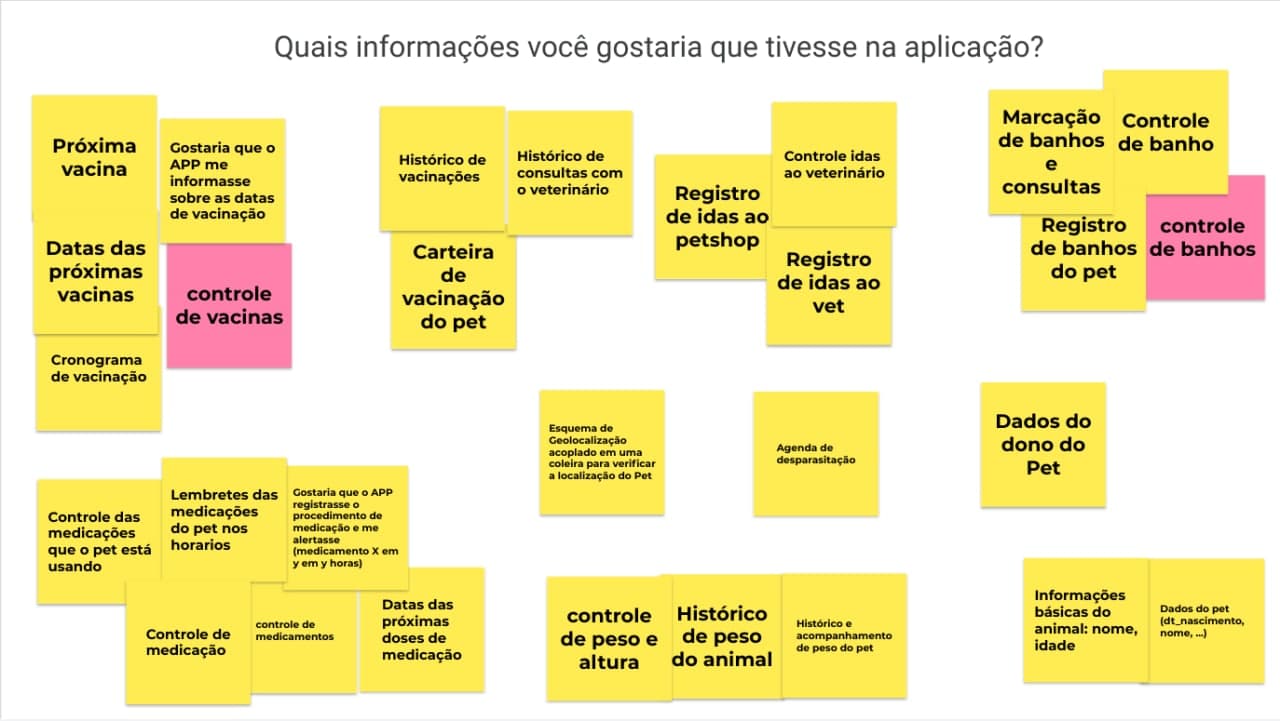 Quais informações você gostaria que tivesse na aplicação?
Próxima
vacina
Gostaria que o
APP me
informasse
sobre as datas
de vacinação
Datas das
próximas
vacinas
controle
de vacinas
Cronograma
de vacinação
Histórico de
vacinações
Histórico de
consultas com
o veterinário
Carteira
de
vacinação
do pet
Registro
de idas ao
petshop
Controle idas
ao veterinário
Registro
de idas ao
vet
Marcação
de banhos
e
consultas
Controle
de banho
Registro
de banhos
do pet
controle
de banhos
Esquema de
Geolocalização
acoplado em uma
coleira para verificar
a localização do Pet
Agenda de
desparasitação
Dados do
dono do
Pet
Controle das
medicações
que o pet está
usando
Lembretes das
medicações
do pet nos
horarios
Gostaria que o APP
registrasse o
procedimento de
medicação e me
alertasse
(medicamento X em
y em y horas)
Controle de
medicação
controle de
medicamentos
Datas das
próximas
doses de
medicação
controle
de peso e
altura
Histórico
de peso
do animal
Histórico e
acompanhamento
de peso do pet
Informações
básicas do
animal: nome,
idade
Dados do pet
(dt_nascimento,
nome, ...)